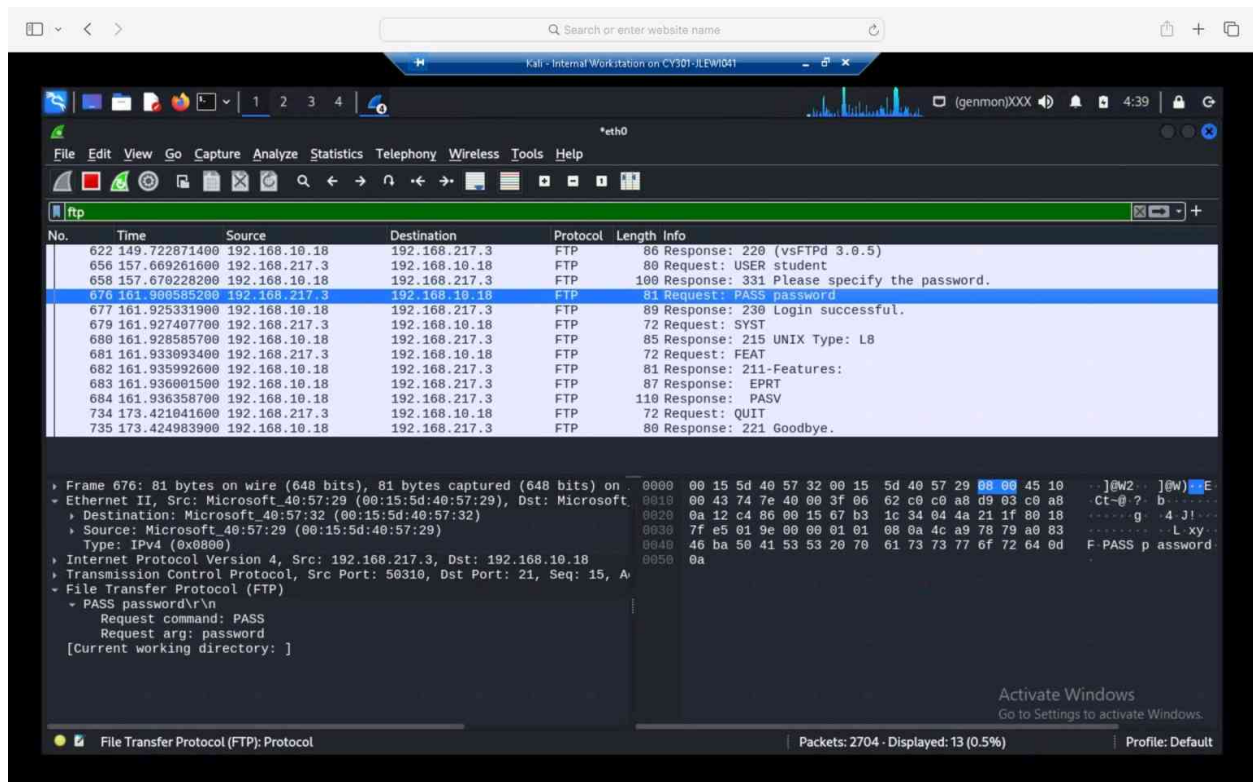 Search or enter website name
Kali - Internal Workstation on CY301-JLEWI041
1 2 3 4 (genmon)XXX 4:39
*eth0
File Edit View Go Capture Analyze Statistics Telephony Wireless Tools Help
ftp
No. Time Source Destination Protocol Length Info
622 149.722871400 192.168.10.18 192.168.217.3 FTP 86 Response: 220 (vsFTPd 3.0.5)
656 157.669261600 192.168.217.3 192.168.10.18 FTP 80 Request: USER student
658 157.670228200 192.168.10.18 192.168.217.3 FTP 100 Response: 331 Please specify the password.
676 161.900585200 192.168.217.3 192.168.10.18 FTP 81 Request: PASS password
677 161.925331900 192.168.10.18 192.168.217.3 FTP 89 Response: 230 Login successful.
679 161.927407700 192.168.217.3 192.168.10.18 FTP 72 Request: SYST
680 161.928585700 192.168.10.18 192.168.217.3 FTP 85 Response: 215 UNIX Type: L8
681 161.933093400 192.168.217.3 192.168.10.18 FTP 72 Request: FEAT
682 161.935992600 192.168.10.18 192.168.217.3 FTP 81 Response: 211-Features:
683 161.936001500 192.168.10.18 192.168.217.3 FTP 87 Response: EPRT
684 161.936358700 192.168.10.18 192.168.217.3 FTP 110 Response: PASV
734 173.421041600 192.168.217.3 192.168.10.18 FTP 72 Request: QUIT
735 173.424983900 192.168.10.18 192.168.217.3 FTP 80 Response: 221 Goodbye.
Frame 676: 81 bytes on wire (648 bits), 81 bytes captured (648 bits) on
Ethernet II, Src: Microsoft_40:57:29 (00:15:5d:40:57:29), Dst: Microsoft_
Destination: Microsoft_40:57:32 (00:15:5d:40:57:32)
Source: Microsoft_40:57:29 (00:15:5d:40:57:29)
Type: IPv4 (0x0800)
Internet Protocol Version 4, Src: 192.168.217.3, Dst: 192.168.10.18
Transmission Control Protocol, Src Port: 50310, Dst Port: 21, Seq: 15, A
File Transfer Protocol (FTP)
PASS password\r\n
Request command: PASS
Request arg: password
[Current working directory: ]
0000 00 15 5d 40 57 32 00 15 5d 40 57 29 08 00 45 10 ··]@W2·· ]@W)··E·
0010 00 43 74 7e 40 00 3f 06 62 c0 c0 a8 d9 03 c0 a8 ·Ct~@·?· b·······
0020 0a 12 c4 86 00 15 67 b3 1c 34 04 4a 21 1f 80 18 ······g· ·4·J!···
0030 7f e5 01 9e 00 00 01 01 08 0a 4c a9 78 79 a0 83 ········ ··L·xy··
0040 46 ba 50 41 53 53 20 70 61 73 73 77 6f 72 64 0d F·PASS p assword·
0050 0a ·
Activate Windows
Go to Settings to activate Windows.
File Transfer Protocol (FTP): Protocol Packets: 2704 · Displayed: 13 (0.5%) Profile: Default